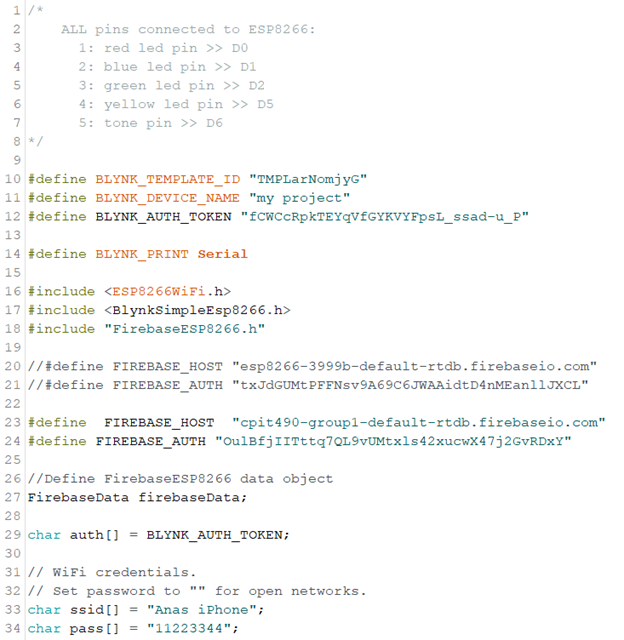 1 /*
2 ALL pins connected to ESP8266:
3 1: red led pin >> D0
4 2: blue led pin >> D1
5 3: green led pin >> D2
6 4: yellow led pin >> D5
7 5: tone pin >> D6
8 */
9
10 #define BLYNK_TEMPLATE_ID "TMPLarNomjyG"
11 #define BLYNK_DEVICE_NAME "my project"
12 #define BLYNK_AUTH_TOKEN "fCWCcRpkTEYqVfGYKVYFpsL_ssad-u_P"
13
14 #define BLYNK_PRINT Serial
15
16 #include <ESP8266WiFi.h>
17 #include <BlynkSimpleEsp8266.h>
18 #include "FirebaseESP8266.h"
19
20 //#define FIREBASE_HOST "esp8266-3999b-default-rtdb.firebaseio.com"
21 //#define FIREBASE_AUTH "txJdGUMtPFFNsv9A69C6JWAAidtD4nMEanllJXCL"
22
23 #define  FIREBASE_HOST  "cpit490-group1-default-rtdb.firebaseio.com"
24 #define FIREBASE_AUTH "OulBfjIITttq7QL9vUMtxls42xucwX47j2GvRDxY"
25
26 //Define FirebaseESP8266 data object
27 FirebaseData firebaseData;
28
29 char auth[] = BLYNK_AUTH_TOKEN;
30
31 // WiFi credentials.
32 // Set password to "" for open networks.
33 char ssid[] = "Anas iPhone";
34 char pass[] = "11223344";